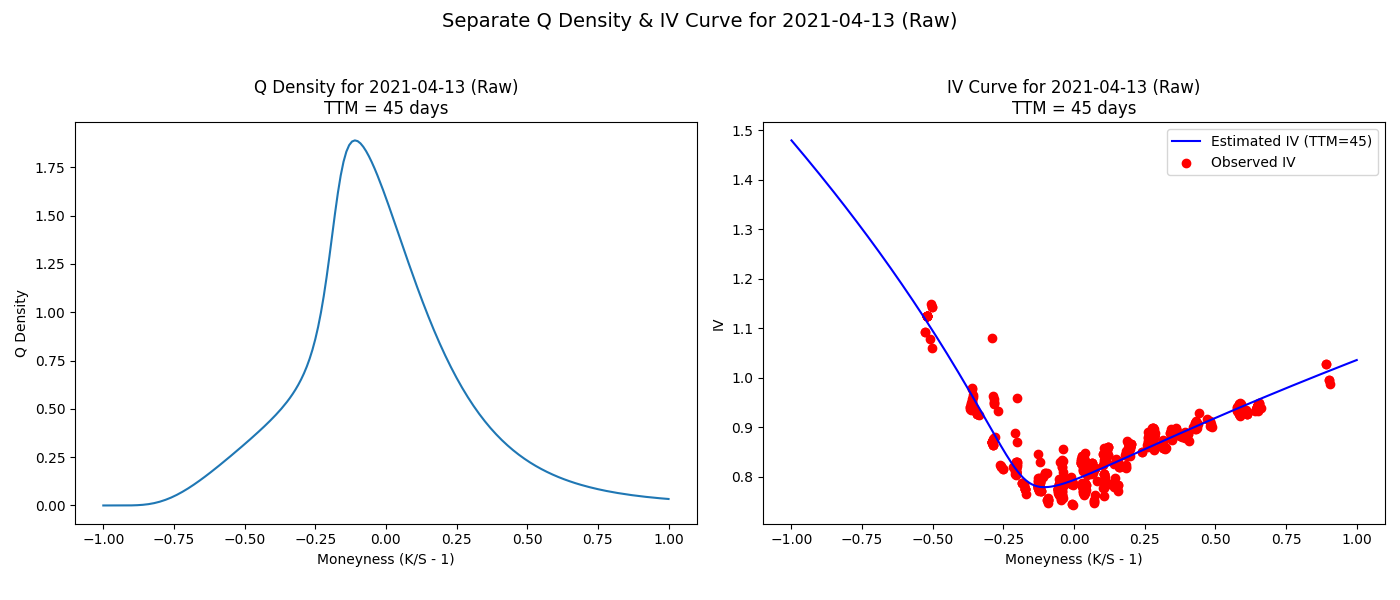 Separate Q Density & IV Curve for 2021-04-13 (Raw)
Q Density for 2021-04-13 (Raw)
TTM = 45 days
Q Density
1.75
1.50
1.25
1.00
0.75
0.50
0.25
0.00
−1.00 −0.75 −0.50 −0.25 0.00 0.25 0.50 0.75 1.00
Moneyness (K/S - 1)
IV Curve for 2021-04-13 (Raw)
TTM = 45 days
Estimated IV (TTM=45)
Observed IV
IV
1.5
1.4
1.3
1.2
1.1
1.0
0.9
0.8
−1.00 −0.75 −0.50 −0.25 0.00 0.25 0.50 0.75 1.00
Moneyness (K/S - 1)